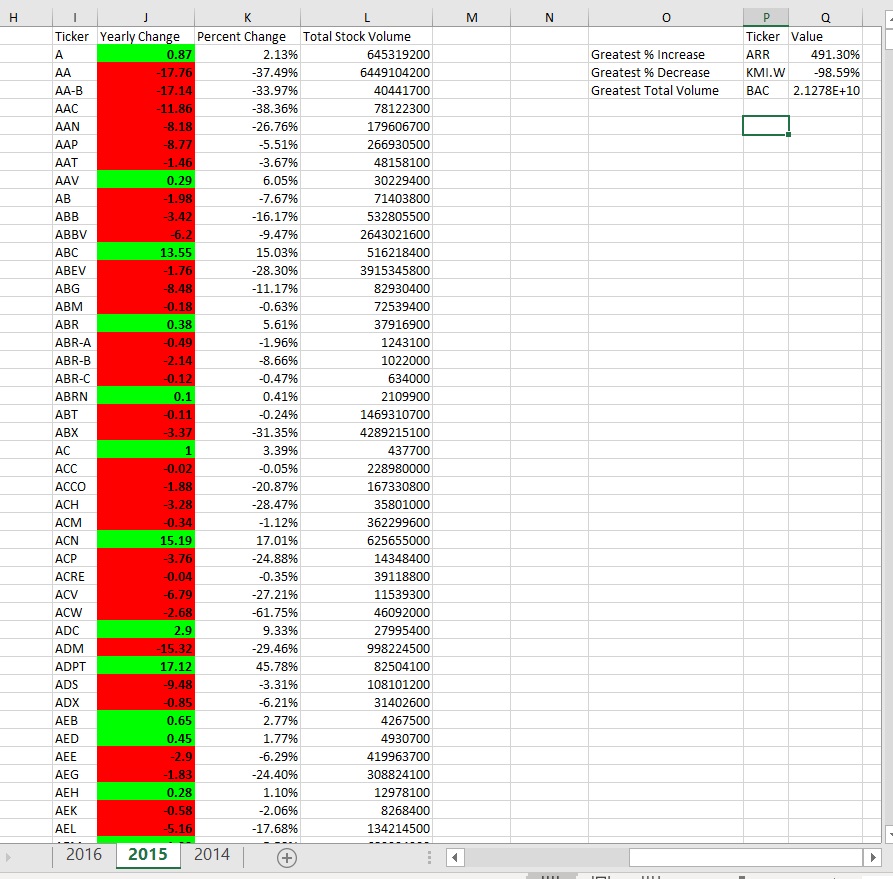 H I J K L M N O P Q
Ticker Yearly Change Percent Change Total Stock Volume Ticker Value
A 0.87 2.13% 645319200 Greatest % Increase ARR 491.30%
AA -17.76 -37.49% 6449104200 Greatest % Decrease KMI.W -98.59%
AA-B -17.14 -33.97% 40441700 Greatest Total Volume BAC 2.1278E+10
AAC -11.86 -38.36% 78122300
AAN -8.18 -26.76% 179606700
AAP -8.77 -5.51% 266930500
AAT -1.46 -3.67% 48158100
AAV 0.29 6.05% 30229400
AB -1.98 -7.67% 71403800
ABB -3.42 -16.17% 532805500
ABBV -6.2 -9.47% 2643021600
ABC 13.55 15.03% 516218400
ABEV -1.76 -28.30% 3915345800
ABG -8.48 -11.17% 82930400
ABM -0.18 -0.63% 72539400
ABR 0.38 5.61% 37916900
ABR-A -0.49 -1.96% 1243100
ABR-B -2.14 -8.66% 1022000
ABR-C -0.12 -0.47% 634000
ABRN 0.1 0.41% 2109900
ABT -0.11 -0.24% 1469310700
ABX -3.37 -31.35% 4289215100
AC 1 3.39% 437700
ACC -0.02 -0.05% 228980000
ACCO -1.88 -20.87% 167330800
ACH -3.28 -28.47% 35801000
ACM -0.34 -1.12% 362299600
ACN 15.19 17.01% 625655000
ACP -3.76 -24.88% 14348400
ACRE -0.04 -0.35% 39118800
ACV -6.79 -27.21% 11539300
ACW -2.68 -61.75% 46092000
ADC 2.9 9.33% 27995400
ADM -15.32 -29.46% 998224500
ADPT 17.12 45.78% 82504100
ADS -9.48 -3.31% 108101200
ADX -0.85 -6.21% 31402600
AEB 0.65 2.77% 4267500
AED 0.45 1.77% 4930700
AEE -2.9 -6.29% 419963700
AEG -1.83 -24.40% 308824100
AEH 0.28 1.10% 12978100
AEK -0.58 -2.06% 8268400
AEL -5.16 -17.68% 134214500
2016 2015 2014